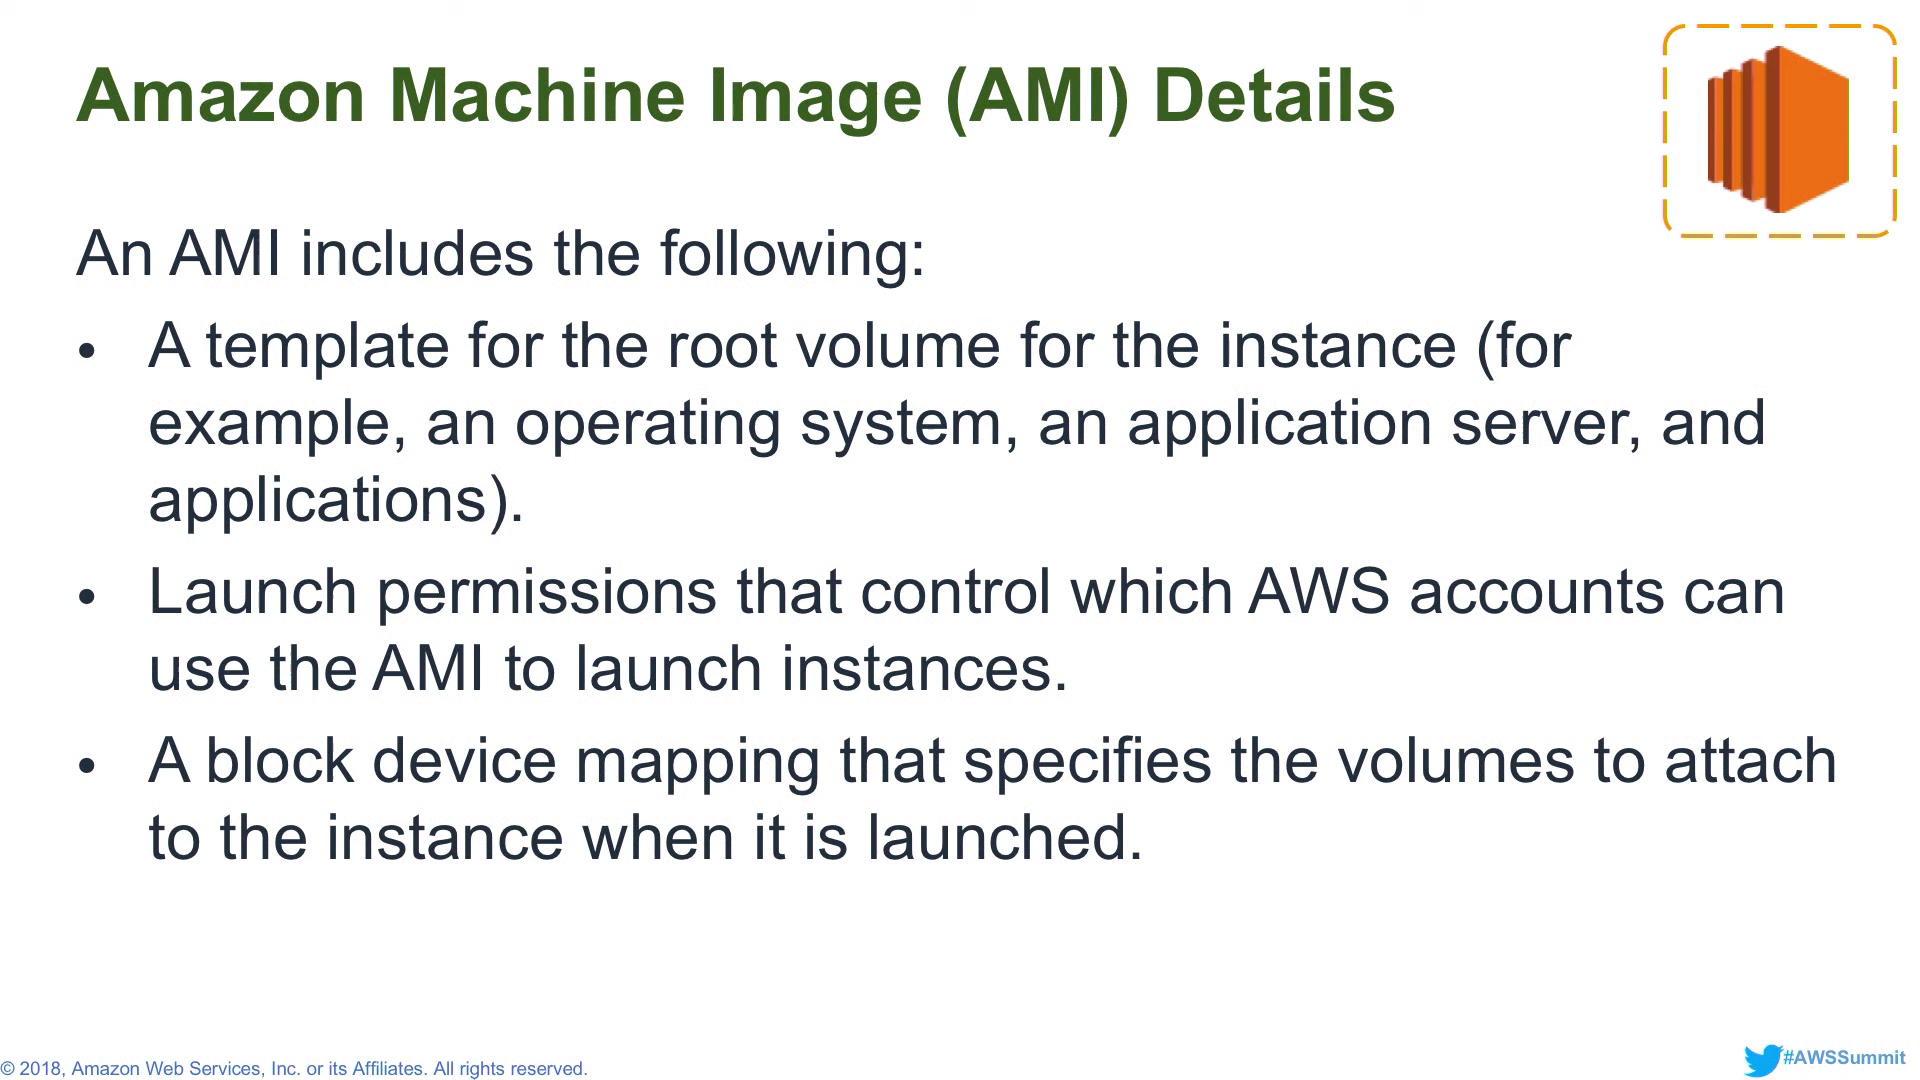 Amazon Machine Image (AMI) Details
An AMI includes the following:
• A template for the root volume for the instance (for
example, an operating system, an application server, and
applications).
• Launch permissions that control which AWS accounts can
use the AMI to launch instances.
• A block device mapping that specifies the volumes to attach
to the instance when it is launched.
© 2018, Amazon Web Services, Inc. or its Affiliates. All rights reserved.
#AWSSummit